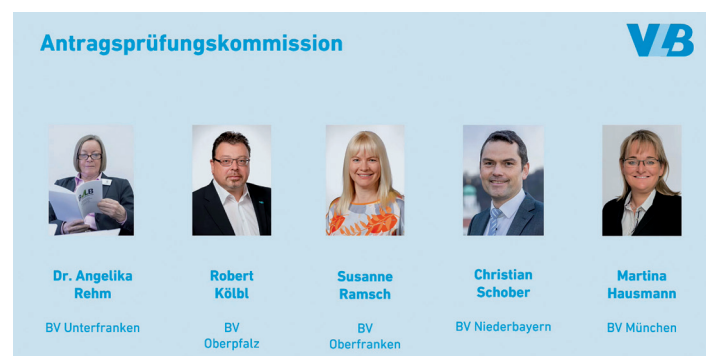 Antragsprüfungskommission
VLB
Dr. Angelika
Rehm
BV Unterfranken
Robert
Kölbl
BV
Oberpfalz
Susanne
Ramsch
BV
Oberfranken
Christian
Schober
BV Niederbayern
Martina
Hausmann
BV München